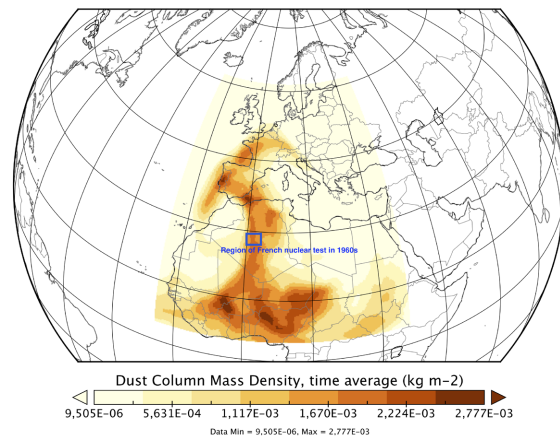 Region of French nuclear test in 1960s
Dust Column Mass Density, time average (kg m-2)
9,505E-06 5,631E-04 1,117E-03 1,670E-03 2,224E-03 2,777E-03
Data Min = 9,505E-06, Max = 2,777E-03